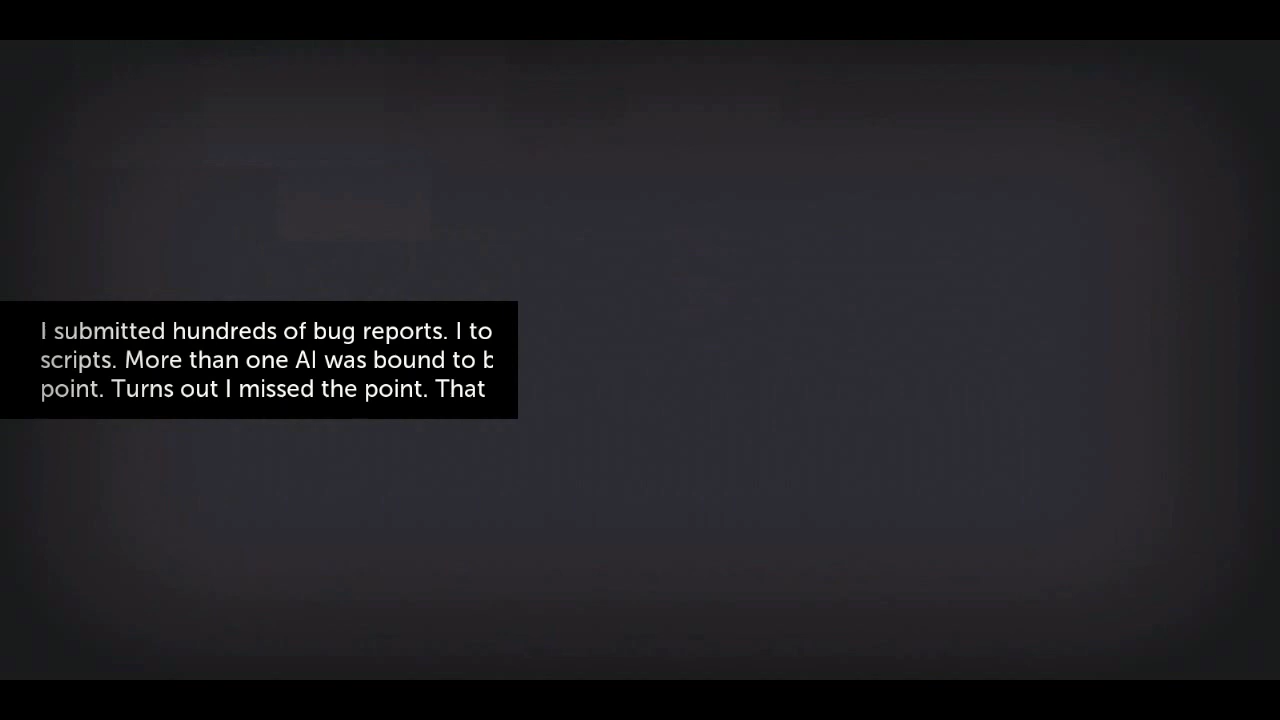 I submitted hundreds of bug reports. I to
scripts. More than one AI was bound to
point. Turns out I missed the point. That